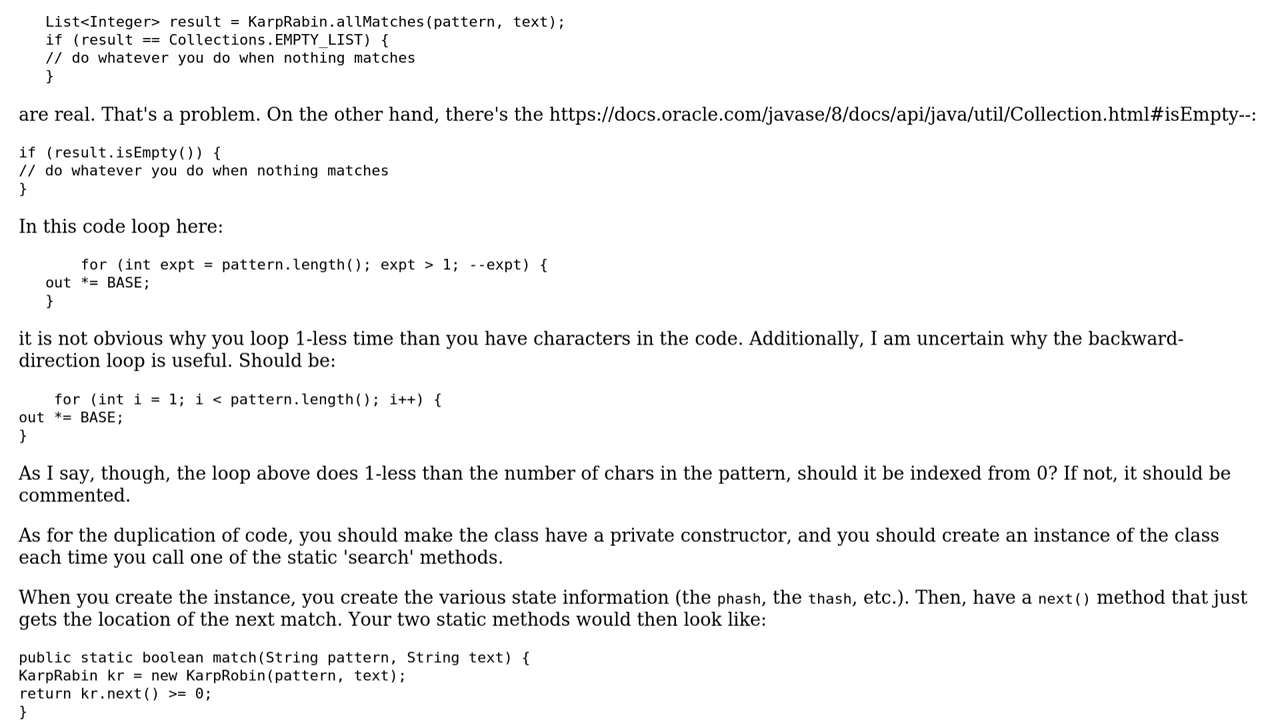 List<Integer> result = KarpRabin.allMatches(pattern, text);
if (result == Collections.EMPTY_LIST) {
// do whatever you do when nothing matches
}
are real. That's a problem. On the other hand, there's the https://docs.oracle.com/javase/8/docs/api/java/util/Collection.html#isEmpty--:
if (result.isEmpty()) {
// do whatever you do when nothing matches
}
In this code loop here:
for (int expt = pattern.length(); expt > 1; --expt) {
out *= BASE;
}
it is not obvious why you loop 1-less time than you have characters in the code. Additionally, I am uncertain why the backward-
direction loop is useful. Should be:
for (int i = 1; i < pattern.length(); i++) {
out *= BASE;
}
As I say, though, the loop above does 1-less than the number of chars in the pattern, should it be indexed from 0? If not, it should be
commented.
As for the duplication of code, you should make the class have a private constructor, and you should create an instance of the class
each time you call one of the static 'search' methods.
When you create the instance, you create the various state information (the phash, the thash, etc.). Then, have a next() method that just
gets the location of the next match. Your two static methods would then look like:
public static boolean match(String pattern, String text) {
KarpRabin kr = new KarpRobin(pattern, text);
return kr.next() >= 0;
}